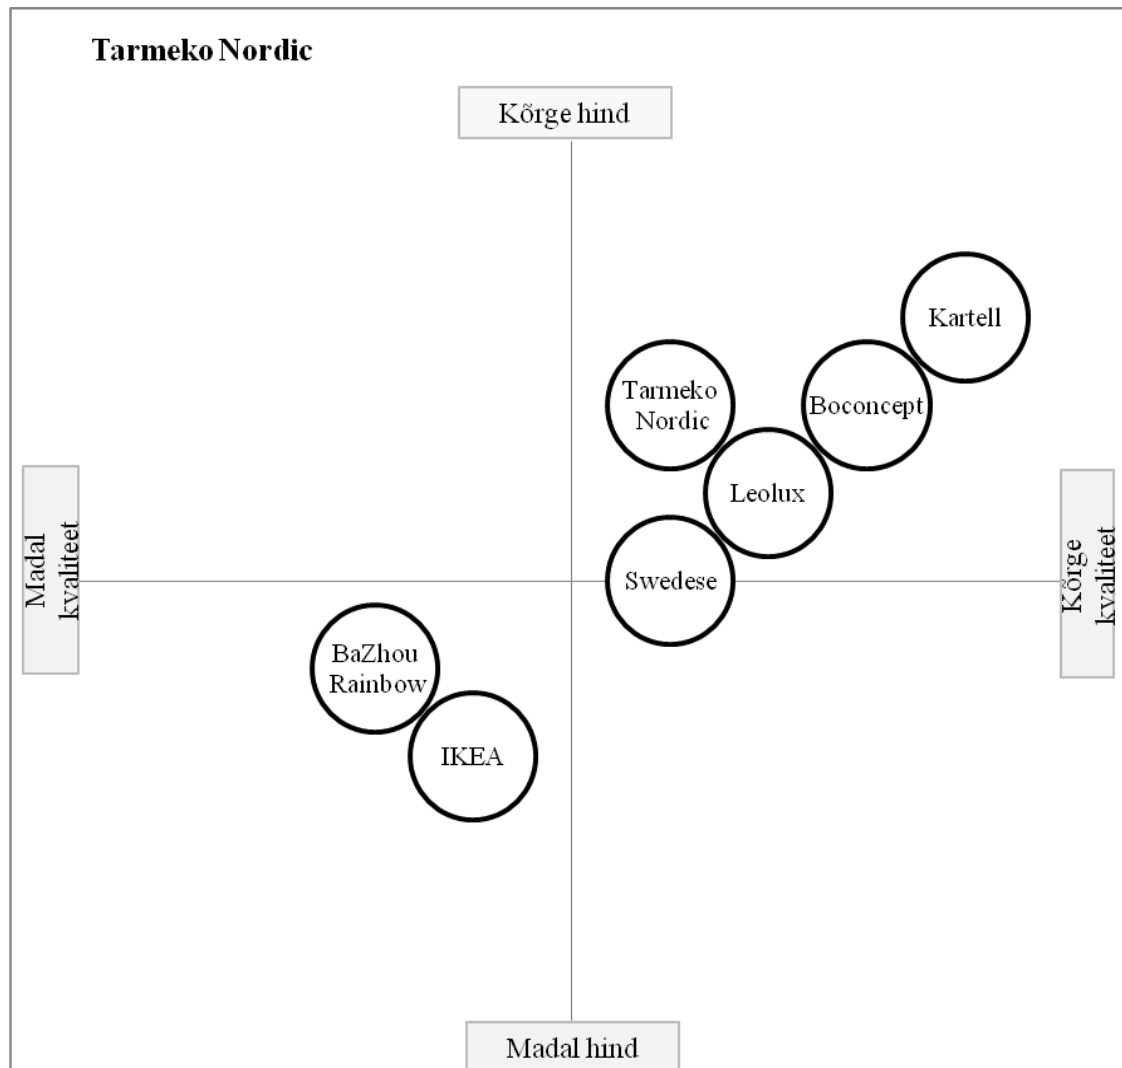 Tarmeko Nordic
Kõrge hind
Kartell
Tarmeko
Nordic
Boconcept
Leolux
Madal
kvaliteet
Kõrge
kvaliteet
Swedese
BaZhou
Rainbow
IKEA
Madal hind